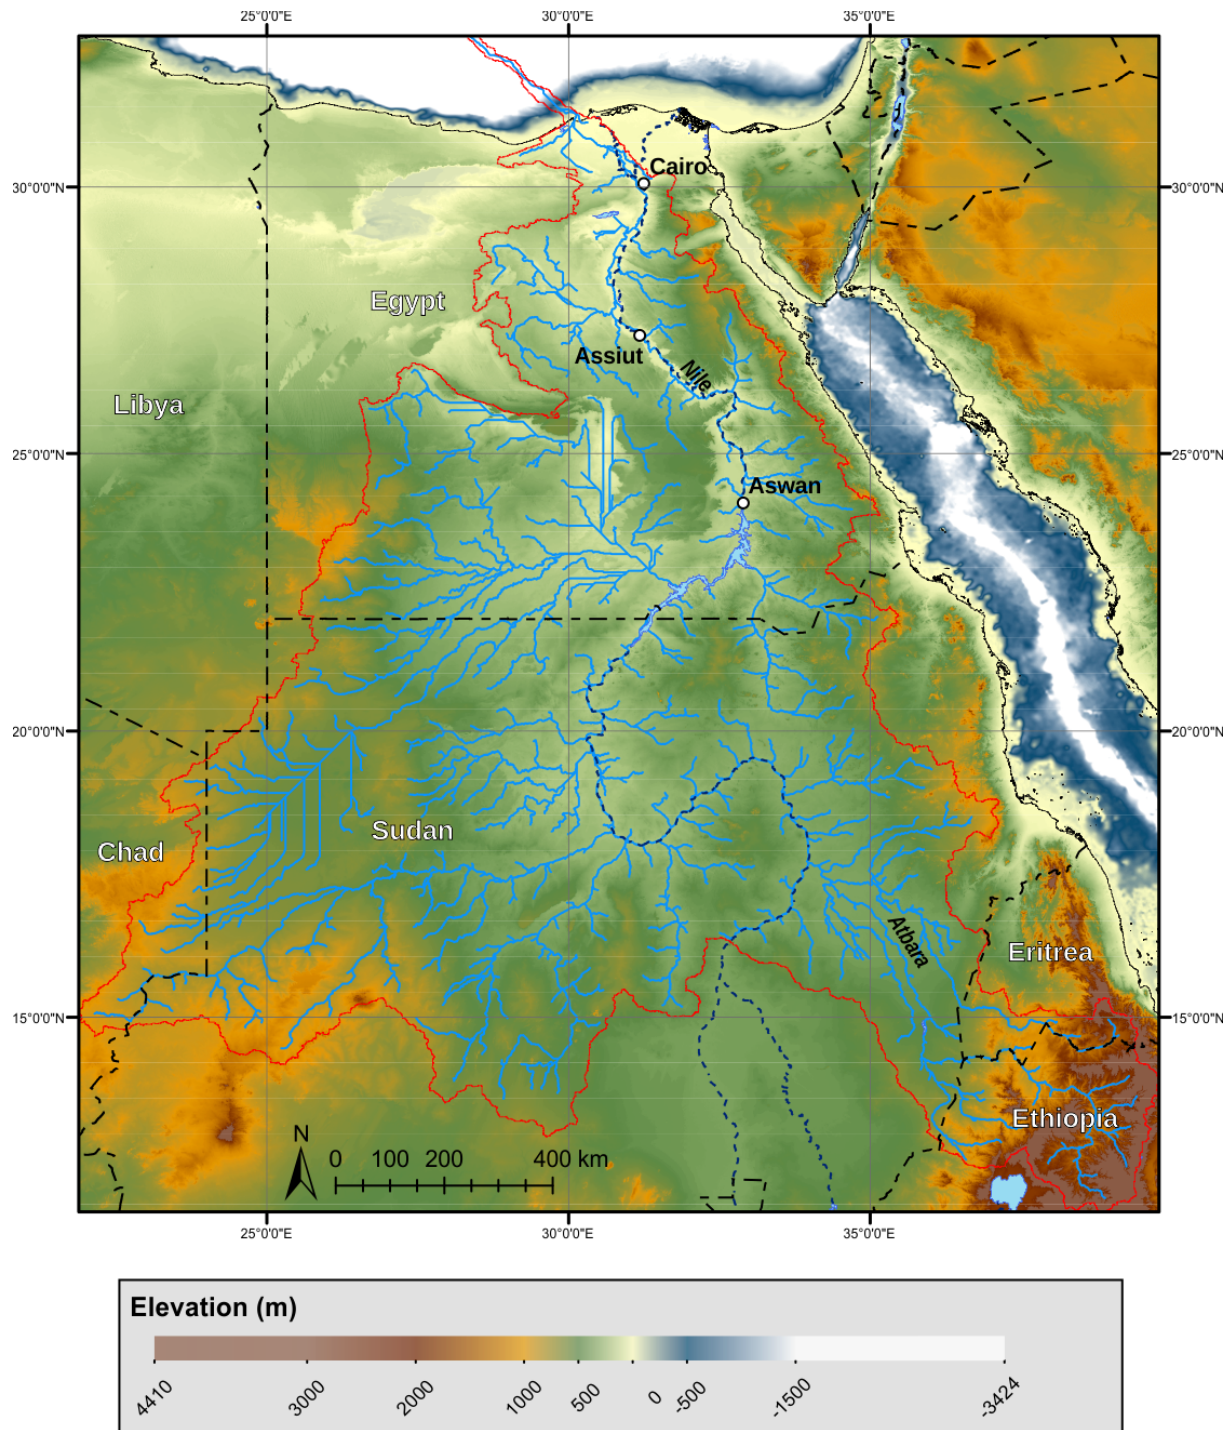 25°0'0"E 30°0'0"E 35°0'0"E
30°0'0"N 30°0'0"N
Cairo
Egypt
Assiut
Nile
Libya
25°0'0"N 25°0'0"N
Aswan
20°0'0"N 20°0'0"N
Sudan
Chad
Atbara
Eritrea
15°0'0"N 15°0'0"N
Ethiopia
N
0 100 200 400 km
25°0'0"E 30°0'0"E 35°0'0"E
Elevation (m)
4410 3000 2000 1000 500 0 -500 -1500 -3424